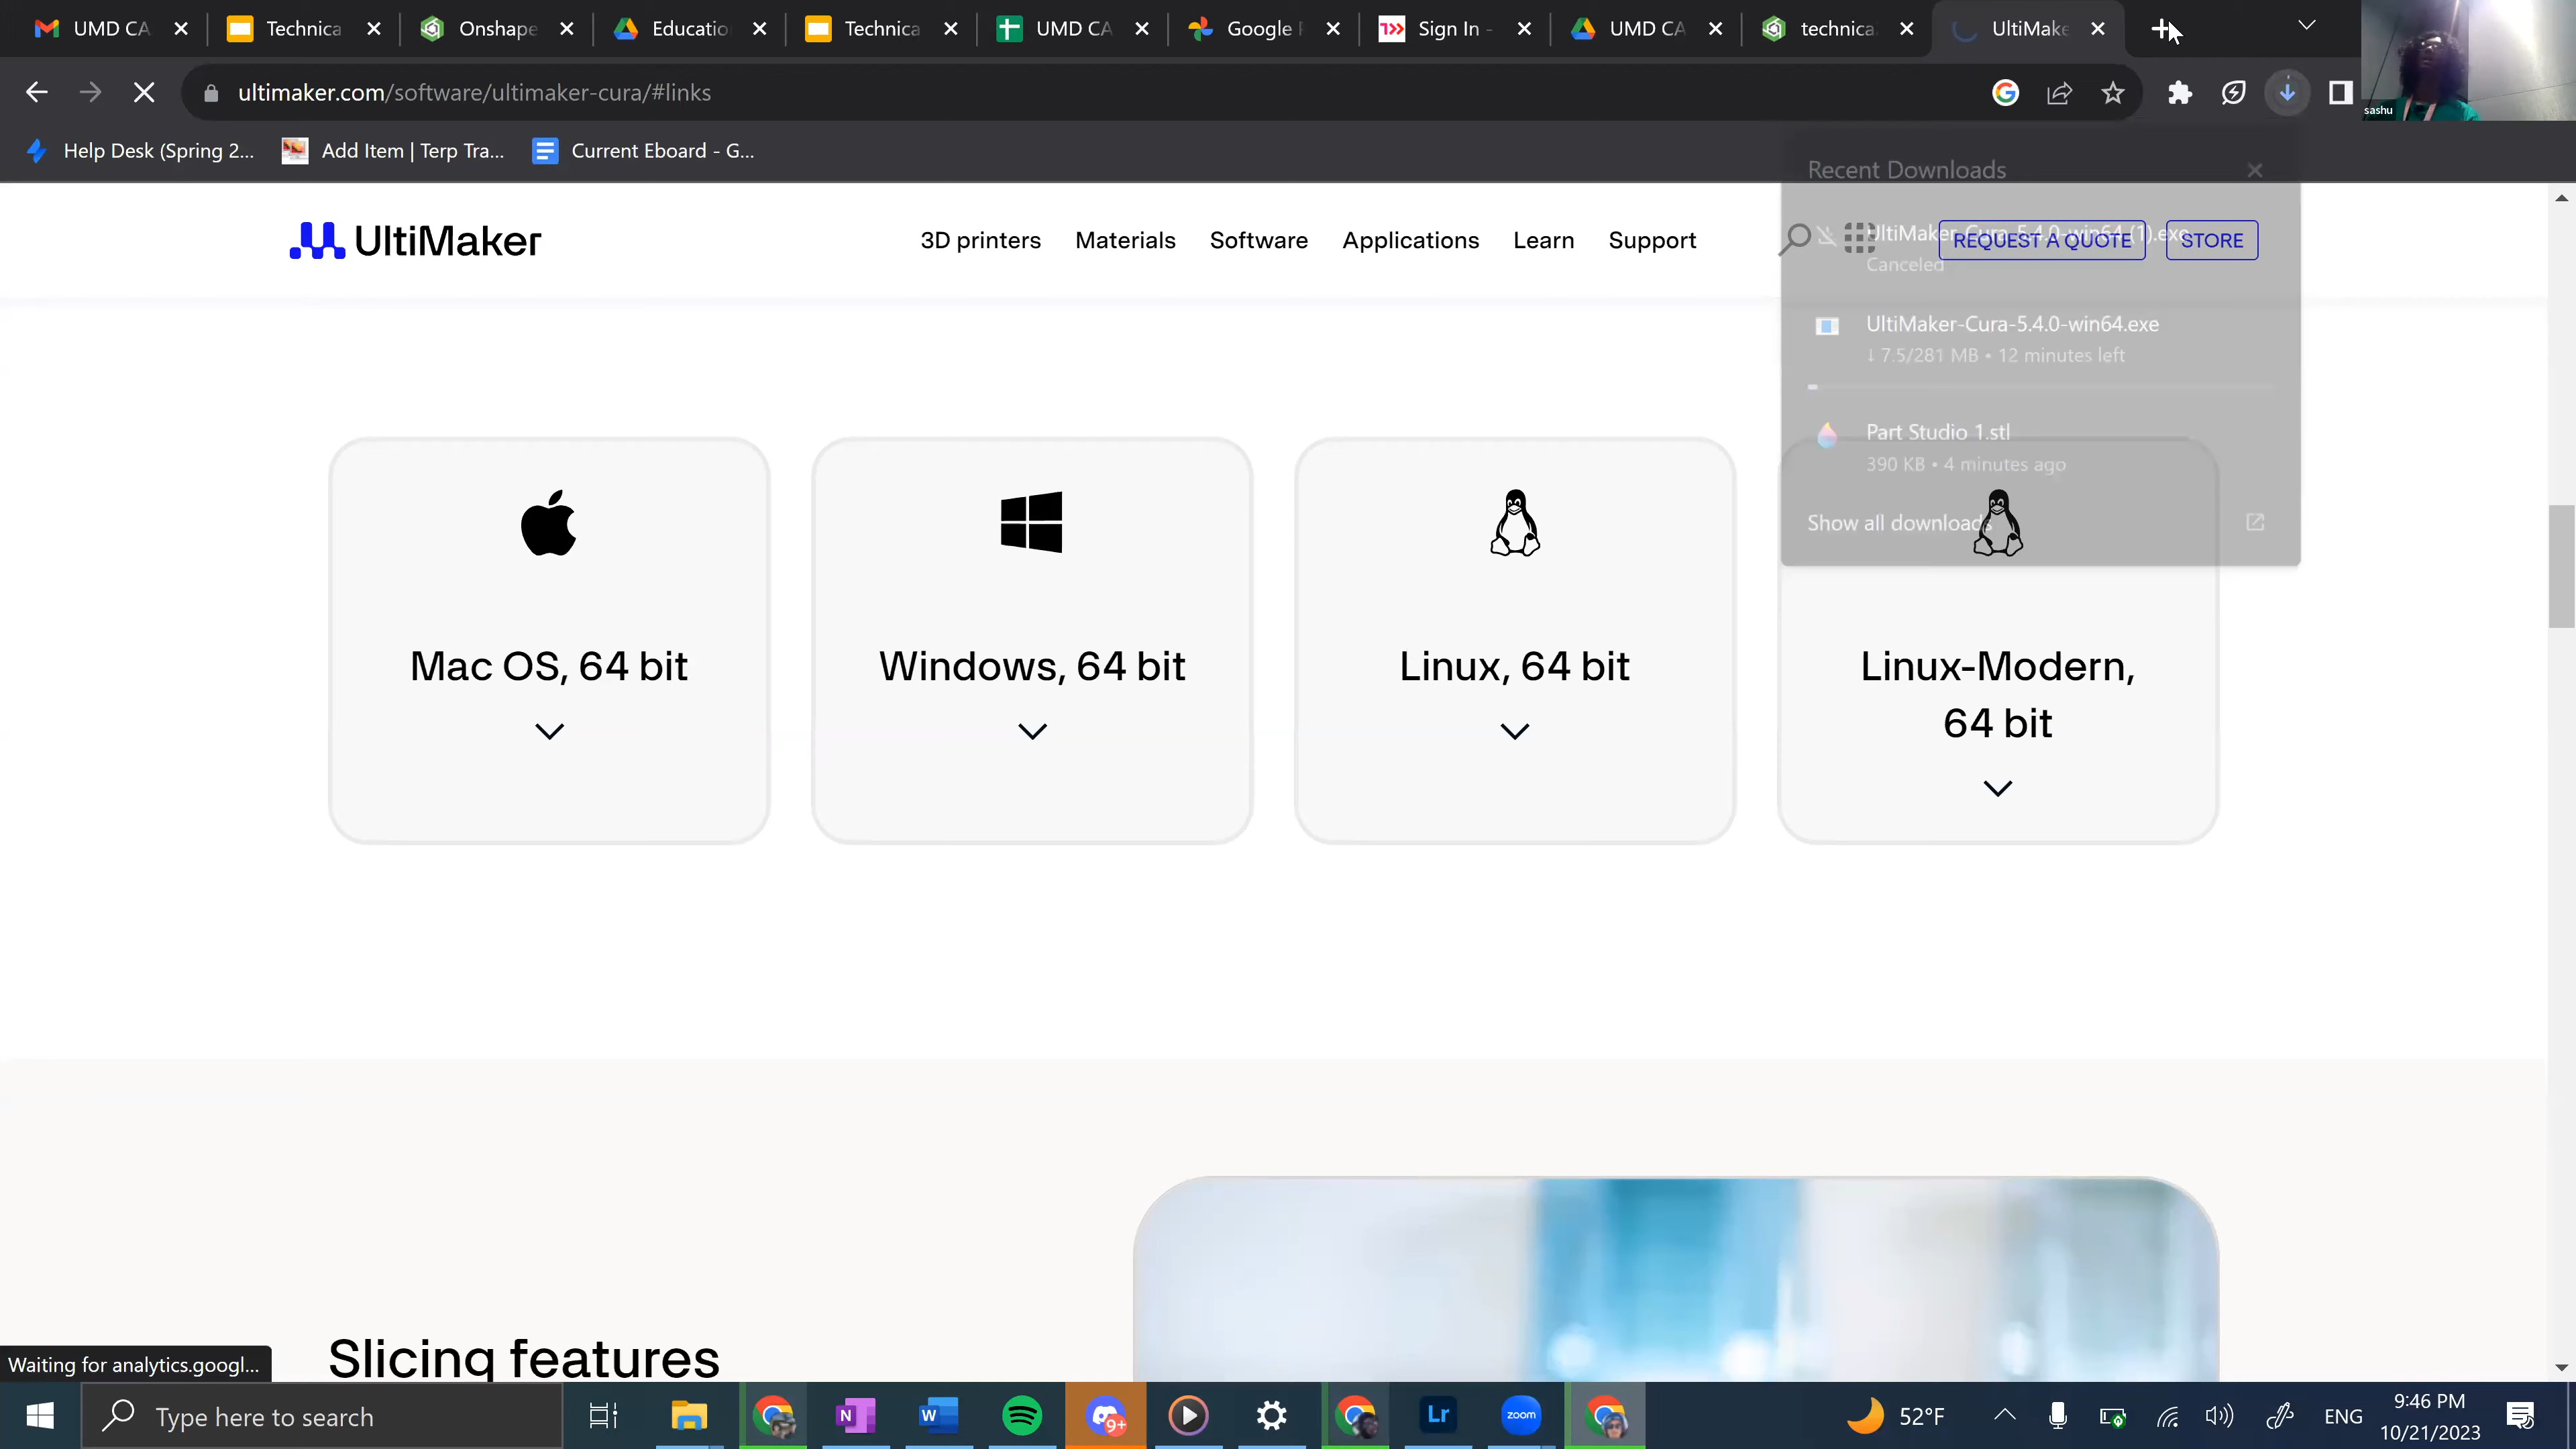 UMD CA
Technica
Onshape
Educatio
Technica
UMD CA
Google P
Sign In -
UMD CA
technica
UltiMake
ultimaker.com/software/ultimaker-cura/#links
sashu
Help Desk (Spring 2...
Add Item | Terp Tra...
Current Eboard - G...
Recent Downloads
UltiMaker-Cura-5.4.0-win64 (1).exe
Canceled
UltiMaker-Cura-5.4.0-win64.exe
↓ 7.5/281 MB • 12 minutes left
Part Studio 1.stl
390 KB • 4 minutes ago
Show all downloads
UltiMaker
3D printers
Materials
Software
Applications
Learn
Support
REQUEST A QUOTE
STORE
Mac OS, 64 bit
Windows, 64 bit
Linux, 64 bit
Linux-Modern,
64 bit
Slicing features
Waiting for analytics.googl...
Type here to search
N
W
9+
Lr
zoom
52°F
ENG
9:46 PM
10/21/2023